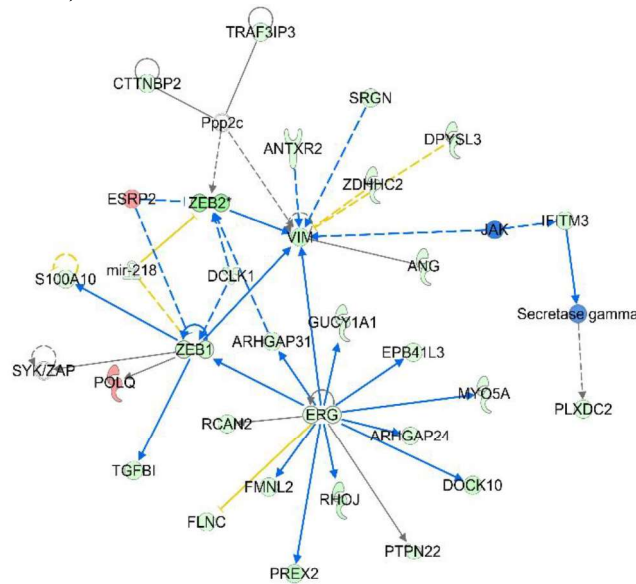 TRAF3IP3
CTTNBP2
SRGN
Ppp2c
DPYSL3
ANTXR2
ZDHHC2
ESRP2
ZEB2*
JAK
IFITM3
VIM
mir-218
DCLK1
ANG
S100A10
Secretase gamma
GUCY1A1
ARHGAP31
ZEB1
EPB41L3
SYK/ZAP
POLQ
MYO5A
PLXDC2
ERG
RCAN2
ARHGAP24
TGFBI
FMNL2
RHOJ
DOCK10
FLNC
PTPN22
PREX2